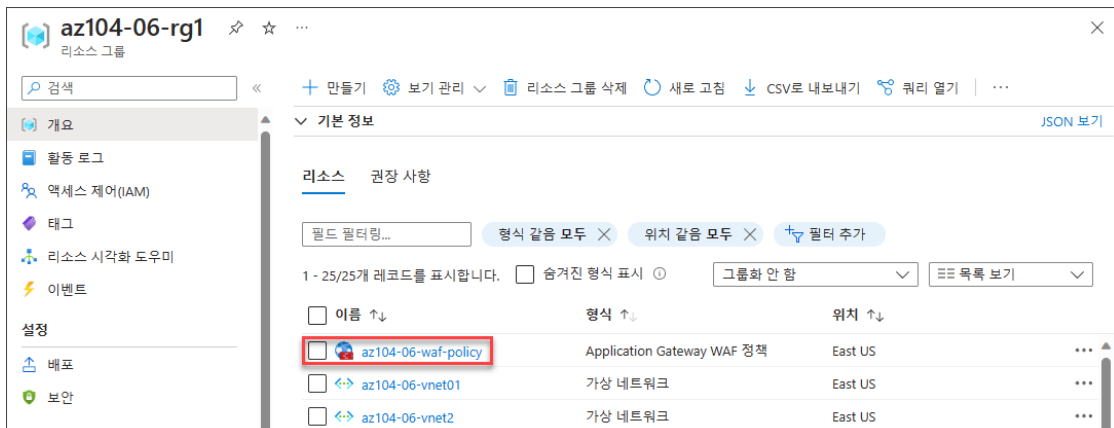 az104-06-rg1
리소스 그룹
검색
만들기 보기 관리 리소스 그룹 삭제 새로 고침 CSV로 내보내기 쿼리 열기
개요
기본 정보 JSON 보기
활동 로그
액세스 제어(IAM)
리소스 권장 사항
태그
필드 필터링... 형식 같음 모두 위치 같음 모두 필터 추가
리소스 시각화 도우미
1 - 25/25개 레코드를 표시합니다. 숨겨진 형식 표시 그룹화 안 함 목록 보기
이벤트
이름 형식 위치
설정
az104-06-waf-policy Application Gateway WAF 정책 East US
배포
az104-06-vnet01 가상 네트워크 East US
보안
az104-06-vnet2 가상 네트워크 East US